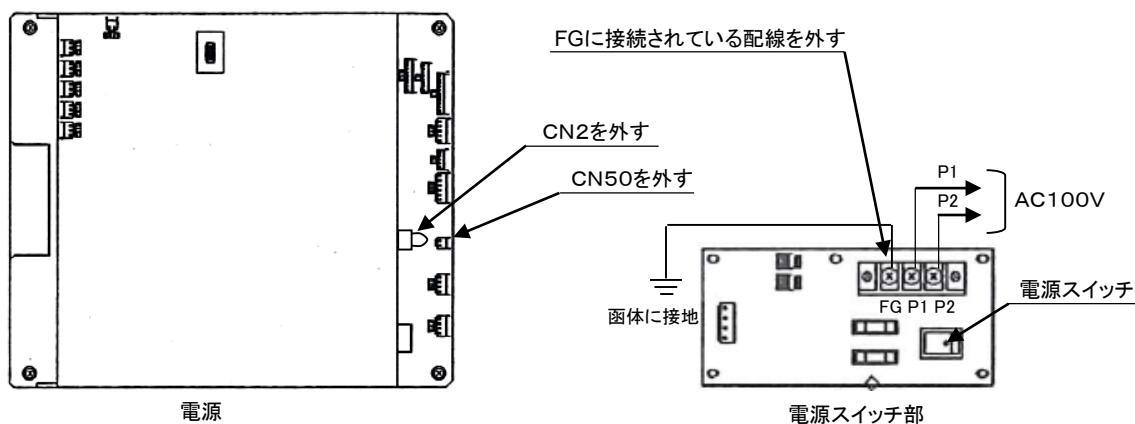 FGに接続されている配線を外す
CN2を外す
CN50を外す
P1
P2
AC100V
函体に接地
FG P1 P2
電源スイッチ
電源
電源スイッチ部